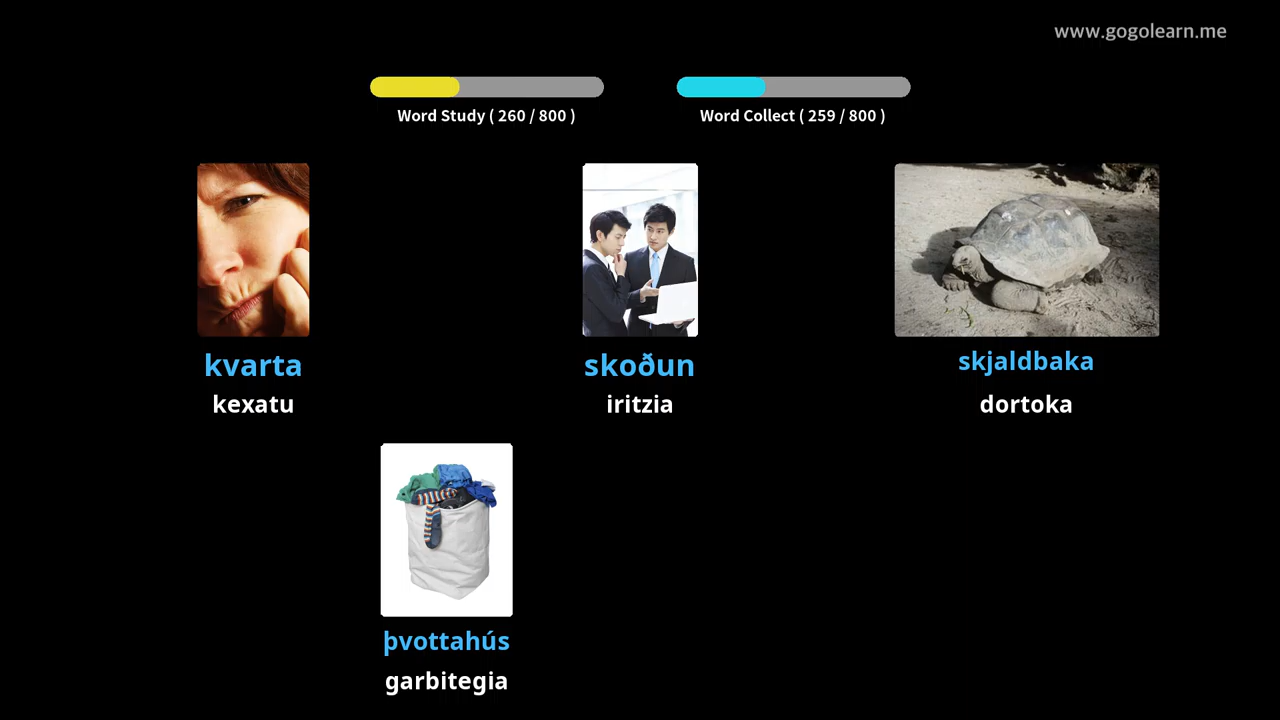 www.gogolearn.me
Word Study ( 260 / 800 )
Word Collect ( 259 / 800 )
kvarta
kexatu
skoðun
iritzia
skjaldbaka
dortoka
þvottahús
garbitegia